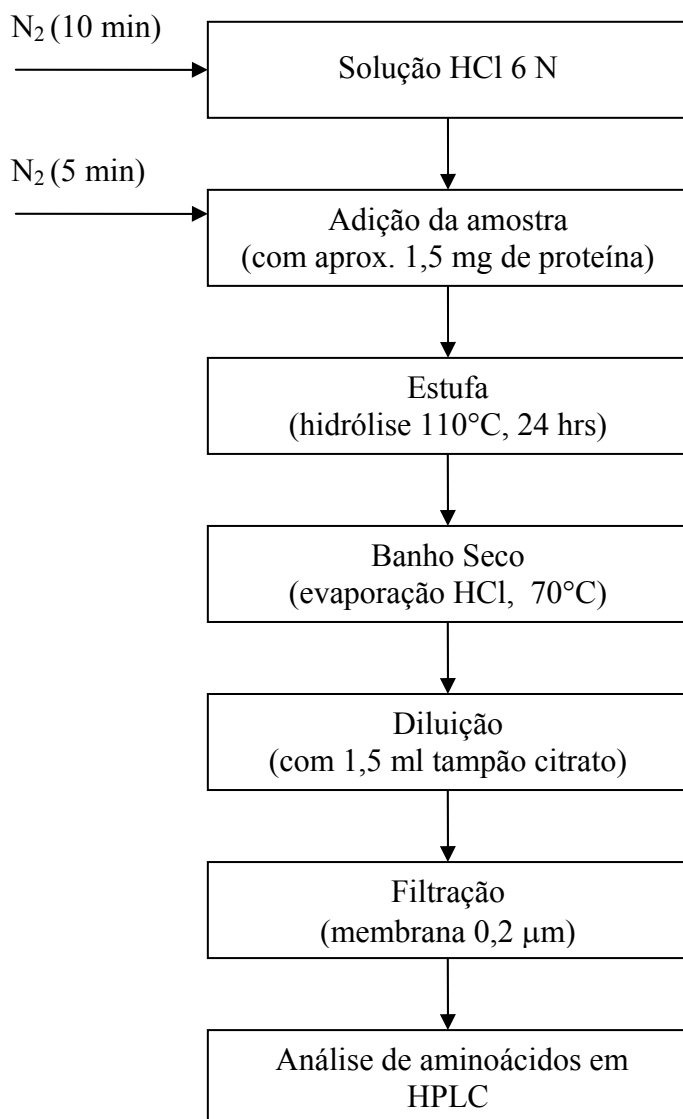 N₂ (10 min)
Solução HCl 6 N
N₂ (5 min)
Adição da amostra
(com aprox. 1,5 mg de proteína)
Estufa
(hidrólise 110°C, 24 hrs)
Banho Seco
(evaporação HCl, 70°C)
Diluição
(com 1,5 ml tampão citrato)
Filtração
(membrana 0,2 μm)
Análise de aminoácidos em
HPLC